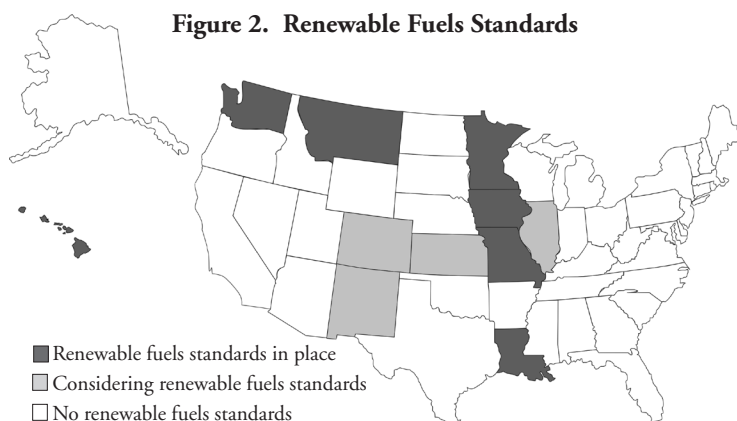 Figure 2. Renewable Fuels Standards
Renewable fuels standards in place
Considering renewable fuels standards
No renewable fuels standards